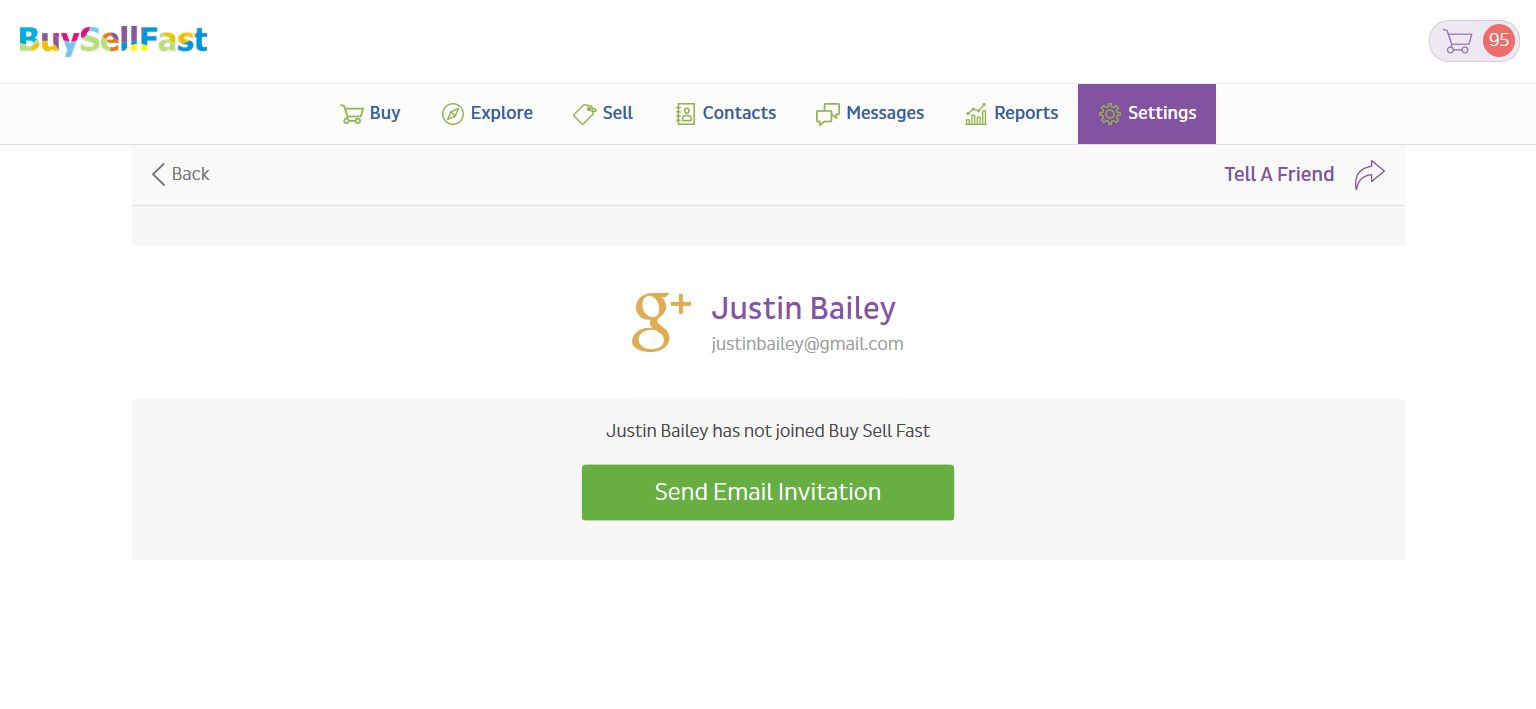 BuySellFast
95
Buy Explore Sell Contacts Messages Reports Settings
Back Tell A Friend
g+ Justin Bailey
justinbailey@gmail.com
Justin Bailey has not joined Buy Sell Fast
Send Email Invitation